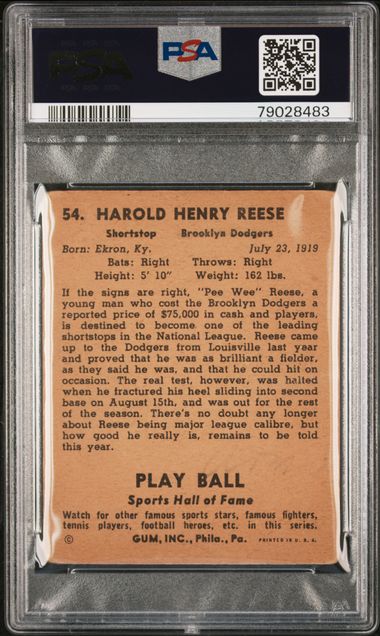 PSA
PSA
79028483
54. HAROLD HENRY REESE
Shortstop Brooklyn Dodgers
Born: Ekron, Ky. July 23, 1919
Bats: Right Throws: Right
Height: 5' 10" Weight: 162 lbs.
If the signs are right, "Pee Wee" Reese, a
young man who cost the Brooklyn Dodgers a
reported price of $75,000 in cash and players,
is destined to become one of the leading
shortstops in the National League. Reese came
up to the Dodgers from Louisville last year
and proved that he was as brilliant a fielder,
as they said he was, and that he could hit on
occasion. The real test, however, was halted
when he fractured his heel sliding into second
base on August 15th, and was out for the rest
of the season. There's no doubt any longer
about Reese being major league calibre, but
how good he really is, remains to be told
this year.
PLAY BALL
Sports Hall of Fame
Watch for other famous sports stars, famous fighters,
tennis players, football heroes, etc. in this series.
© GUM, INC., Phila., Pa. PRINTED IN U. S. A.